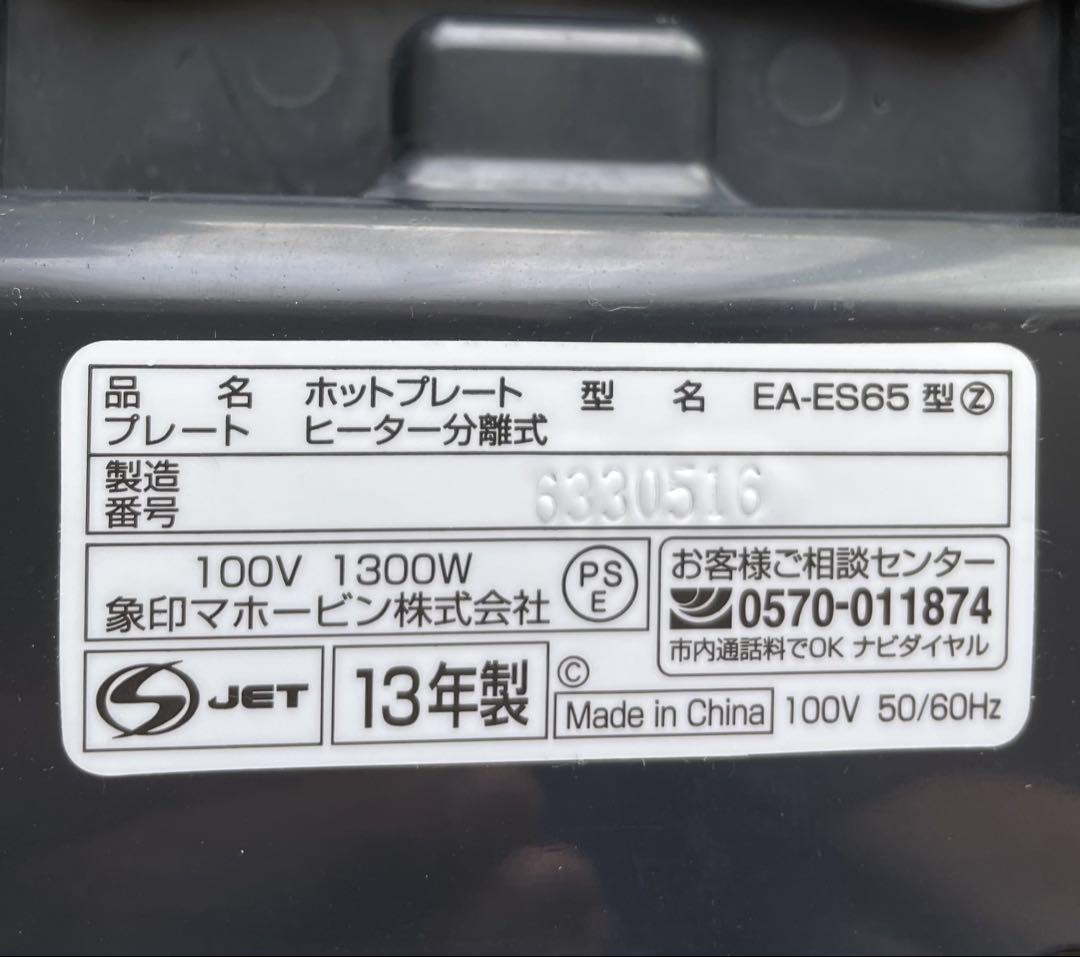 品 名 ホットプレート 型 名 EA-ES65 型Ⓩ
プレート ヒーター分離式
製造
番号 6330516
100V 1300W
象印マホービン株式会社
PS
E
お客様ご相談センター
0570-011874
市内通話料でOK ナビダイヤル
JET
13年製
Ⓒ
Made in China 100V 50/60Hz